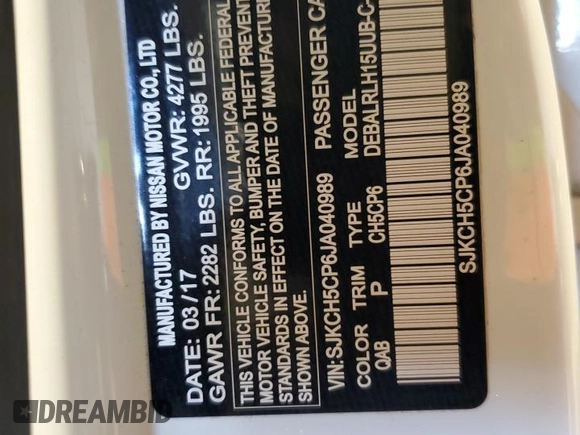 MANUFACTURED BY NISSAN MOTOR CO., LTD
DATE: 03 / 17 GVWR: 4277 LBS.
GAWR FR: 2282 LBS. RR: 1995 LBS.
THIS VEHICLE CONFORMS TO ALL APPLICABLE FEDERAL
MOTOR VEHICLE SAFETY, BUMPER AND THEFT PREVENT
STANDARDS IN EFFECT ON THE DATE OF MANUFACTURE
SHOWN ABOVE.
VIN: SJKCH5CP6JA040989 PASSENGER CA
COLOR TRIM TYPE MODEL
QAB P CH5CP6 DEBALRLH15UUB-C-
SJKCH5CP6JA040989
DREAMBID